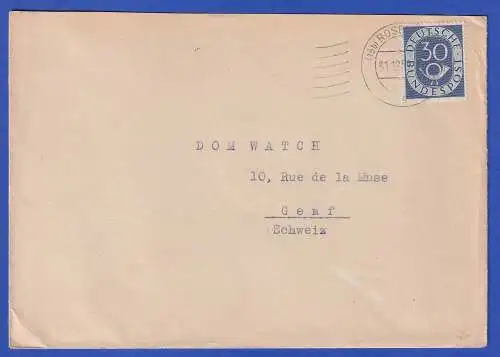 DEUTSCHE
30
BUNDESPOST
DOM WATCH
10, Rue de la Muse
Genf
Schweiz